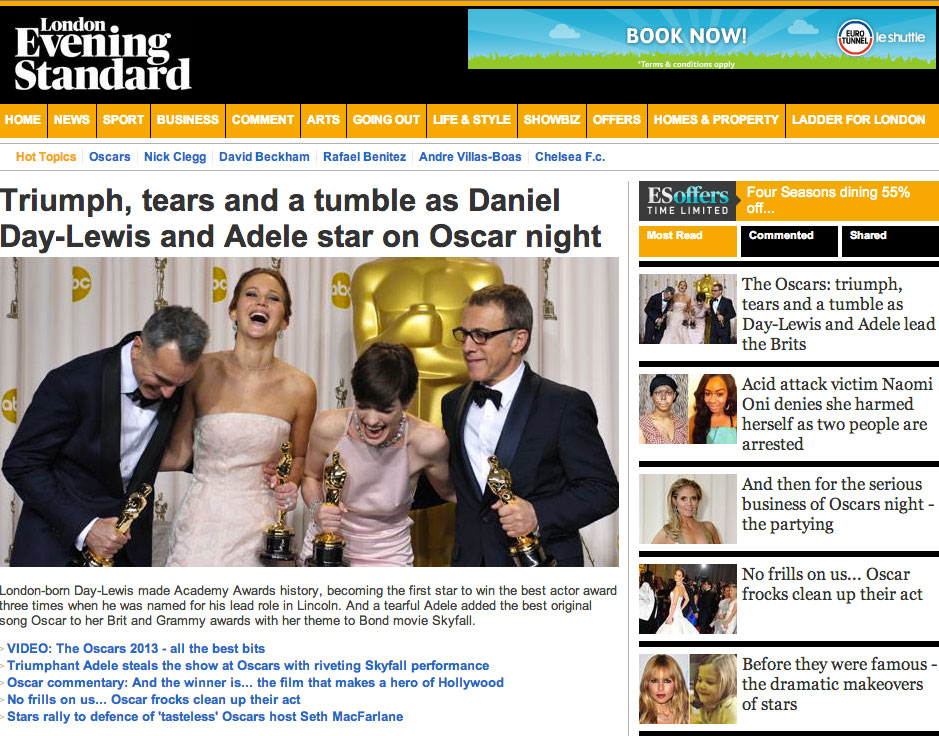 London
Evening
Standard
BOOK NOW!
*Terms & conditions apply
EURO
TUNNEL
le shuttle
HOME NEWS SPORT BUSINESS COMMENT ARTS GOING OUT LIFE & STYLE SHOWBIZ OFFERS HOMES & PROPERTY LADDER FOR LONDON
Hot Topics Oscars Nick Clegg David Beckham Rafael Benitez Andre Villas-Boas Chelsea F.c.
Triumph, tears and a tumble as Daniel
Day-Lewis and Adele star on Oscar night
abc
abc
abc
abc
London-born Day-Lewis made Academy Awards history, becoming the first star to win the best actor award
three times when he was named for his lead role in Lincoln. And a tearful Adele added the best original
song Oscar to her Brit and Grammy awards with her theme to Bond movie Skyfall.
VIDEO: The Oscars 2013 - all the best bits
Triumphant Adele steals the show at Oscars with riveting Skyfall performance
Oscar commentary: And the winner is... the film that makes a hero of Hollywood
No frills on us... Oscar frocks clean up their act
Stars rally to defence of 'tasteless' Oscars host Seth MacFarlane
ESoffers
TIME LIMITED
Four Seasons dining 55%
off...
Most Read Commented Shared
The Oscars: triumph,
tears and a tumble as
Day-Lewis and Adele lead
the Brits
Acid attack victim Naomi
Oni denies she harmed
herself as two people are
arrested
And then for the serious
business of Oscars night -
the partying
No frills on us... Oscar
frocks clean up their act
Before they were famous -
the dramatic makeovers
of stars